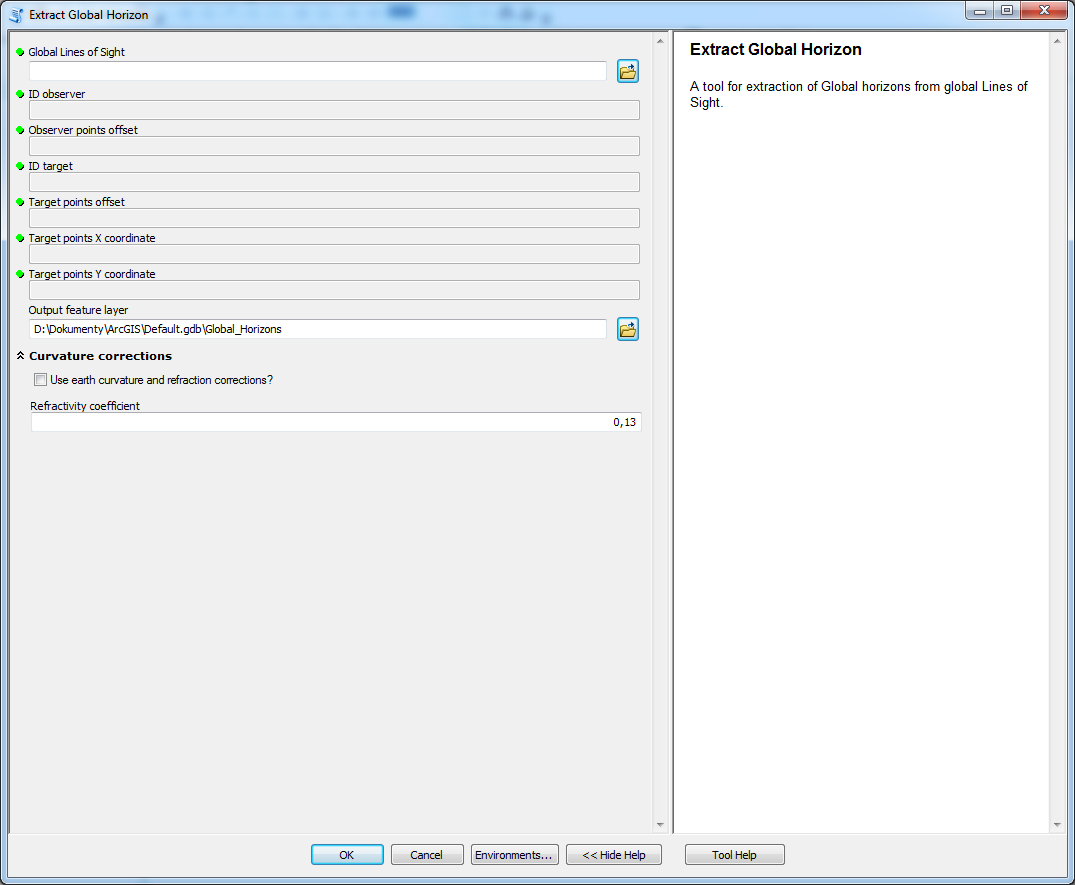 Extract Global Horizon
Global Lines of Sight
ID observer
Observer points offset
ID target
Target points offset
Target points X coordinate
Target points Y coordinate
Output feature layer
D:\Dokumenty\ArcGIS\Default.gdb\Global_Horizons
Curvature corrections
Use earth curvature and refraction corrections?
Refractivity coefficient
0,13
Extract Global Horizon
A tool for extraction of Global horizons from global Lines of
Sight.
OK
Cancel
Environments...
<< Hide Help
Tool Help